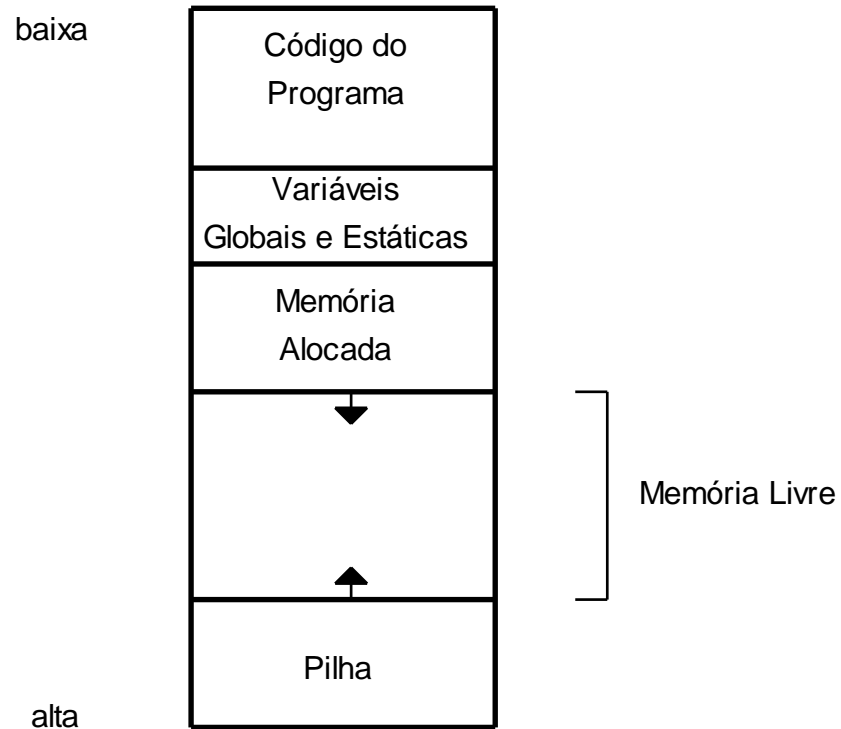 baixa
Código do
Programa
Variáveis
Globais e Estáticas
Memória
Alocada
Memória Livre
Pilha
alta